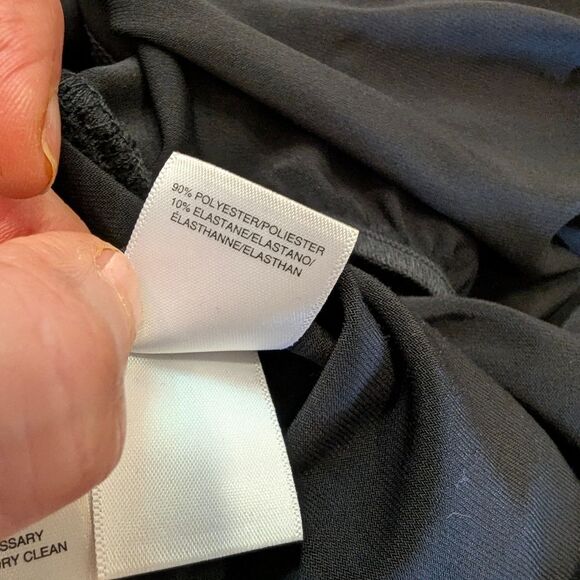 90% POLYESTER/POLIESTER
10% ELASTANE/ELASTANO/
ÉLASTHANNE/ELASTHAN
SSARY
RY CLEAN